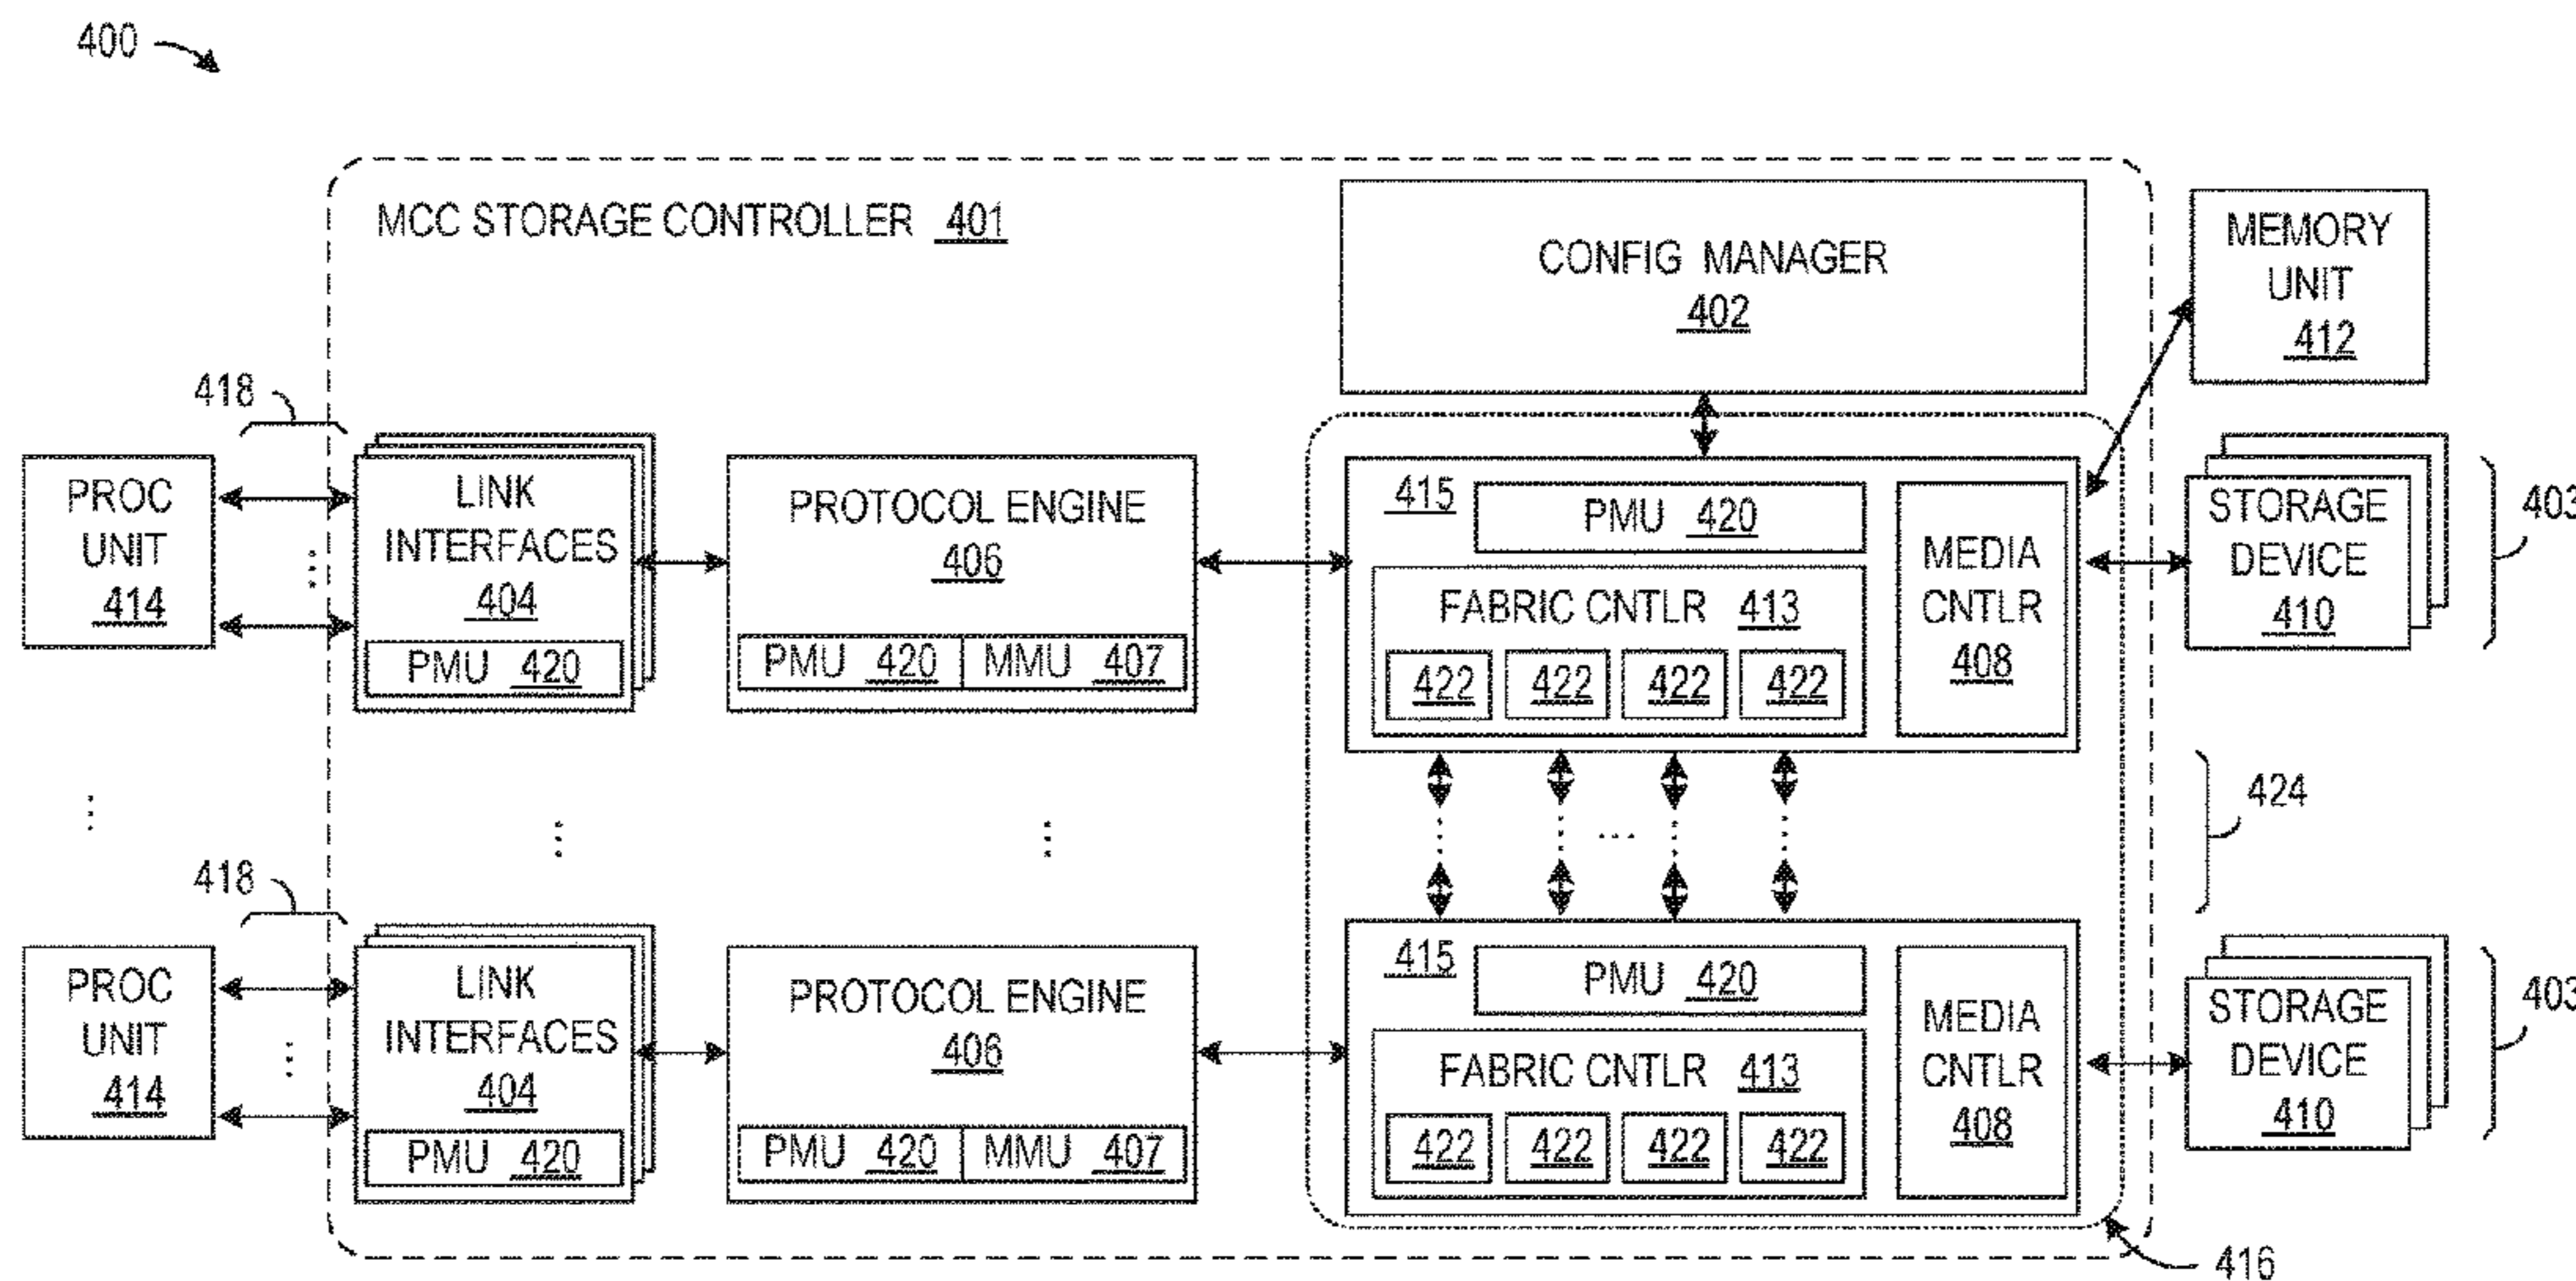 400
MCC STORAGE CONTROLLER 401
CONFIG MANAGER
402
MEMORY
UNIT
412
418
PROC
UNIT
414
...
LINK
INTERFACES
404
PMU 420
PROTOCOL ENGINE
406
PMU 420 MMU 407
415
PMU 420
FABRIC CNTLR 413
422 422 422 422
MEDIA
CNTLR
408
STORAGE
DEVICE
410
403
...
...
...
...
424
418
PROC
UNIT
414
...
LINK
INTERFACES
404
PMU 420
PROTOCOL ENGINE
406
PMU 420 MMU 407
415
PMU 420
FABRIC CNTLR 413
422 422 422 422
MEDIA
CNTLR
408
STORAGE
DEVICE
410
403
416